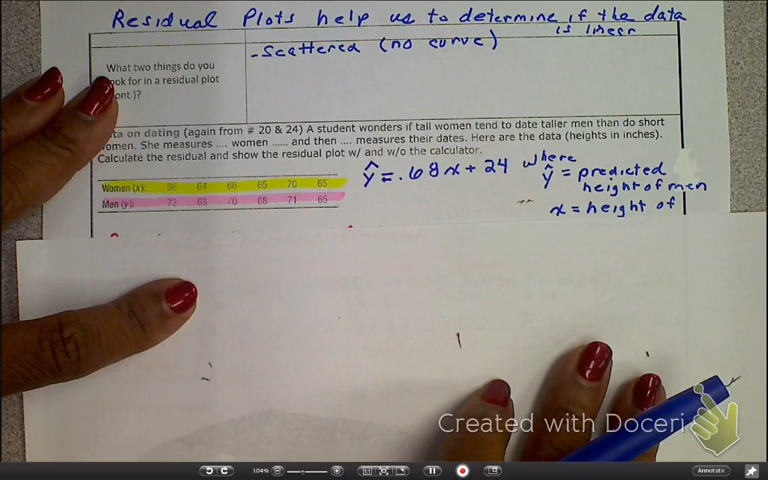 Residual Plots help us to determine if the data
is linear
-Scattered (no curve)
What two things do you
look for in a residual plot
ont.)?
ta on dating (again from # 20 & 24) A student wonders if tall women tend to date taller men than do short
omen. She measures .... women ...... and then .... measures their dates. Here are the data (heights in inches).
Calculate the residual and show the residual plot w/ and w/o the calculator.
ŷ = .68x + 24 where
ŷ = predicted
height of men
x = height of
Women (x): 66 64 66 65 70 65
Men (y): 72 68 70 68 71 65
Created with Doceri
104%
Annotate